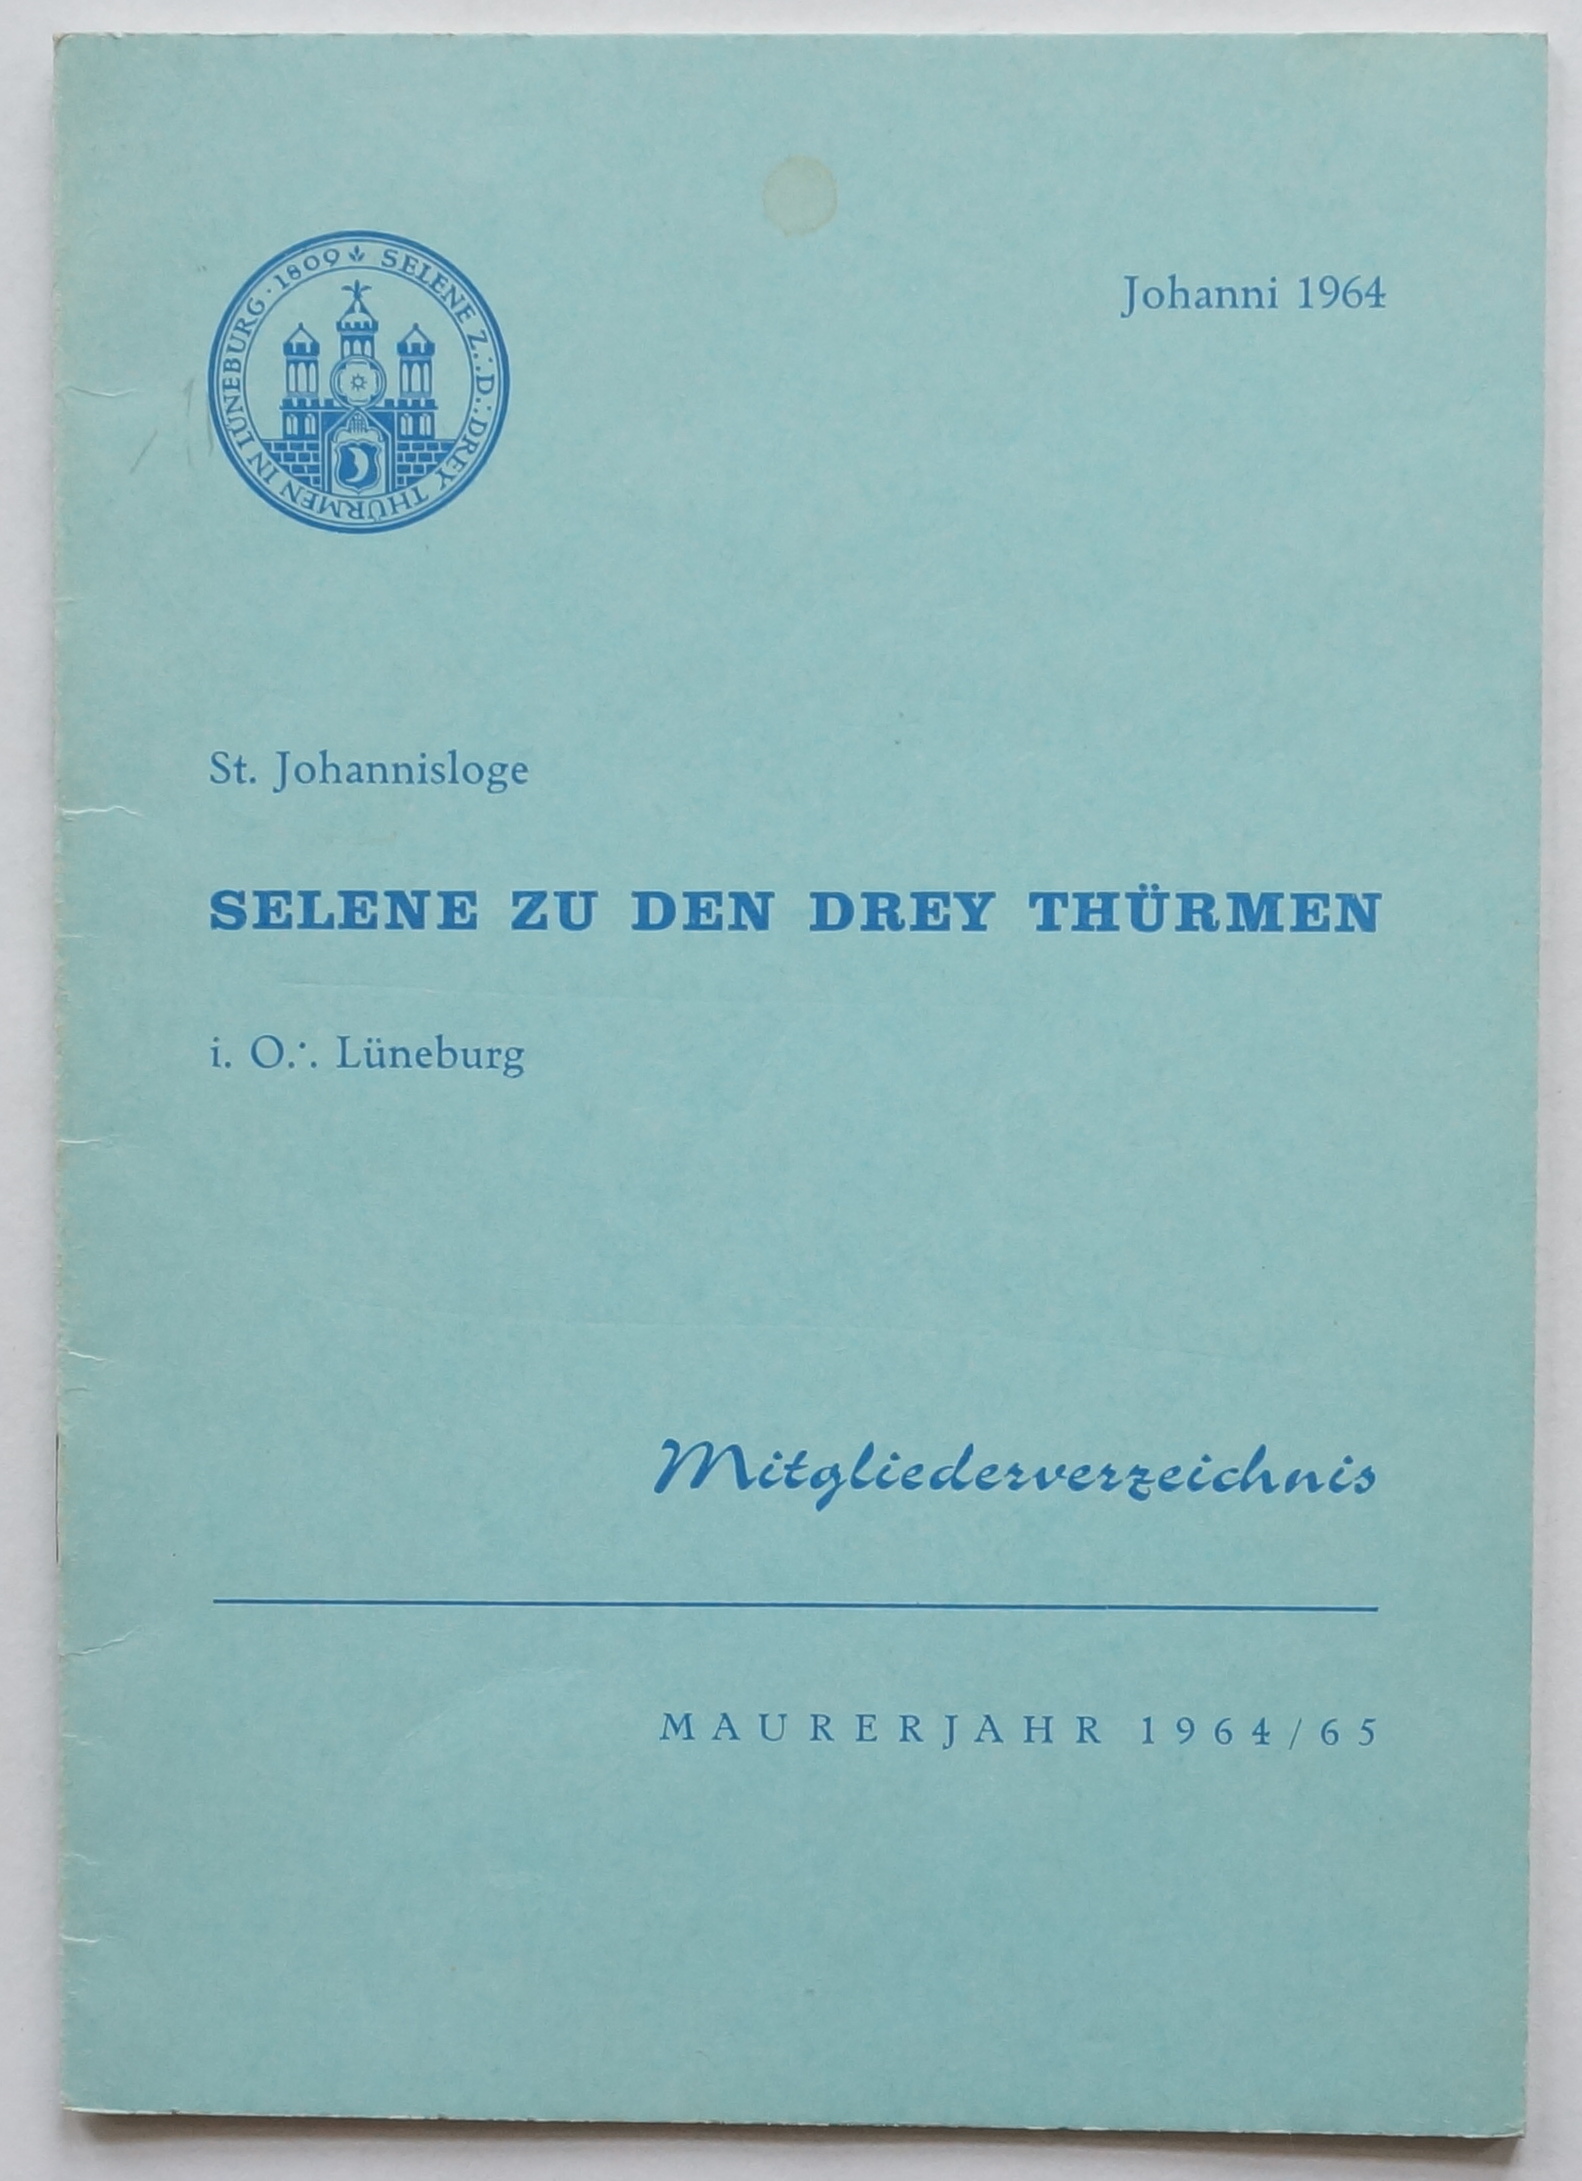 SELENE Z∴D∴DREY THÜRMEN IN LÜNEBURG · 1809
Johanni 1964
St. Johannisloge
SELENE ZU DEN DREY THÜRMEN
i. O∴ Lüneburg
Mitgliederverzeichnis
MAURERJAHR 1964/65